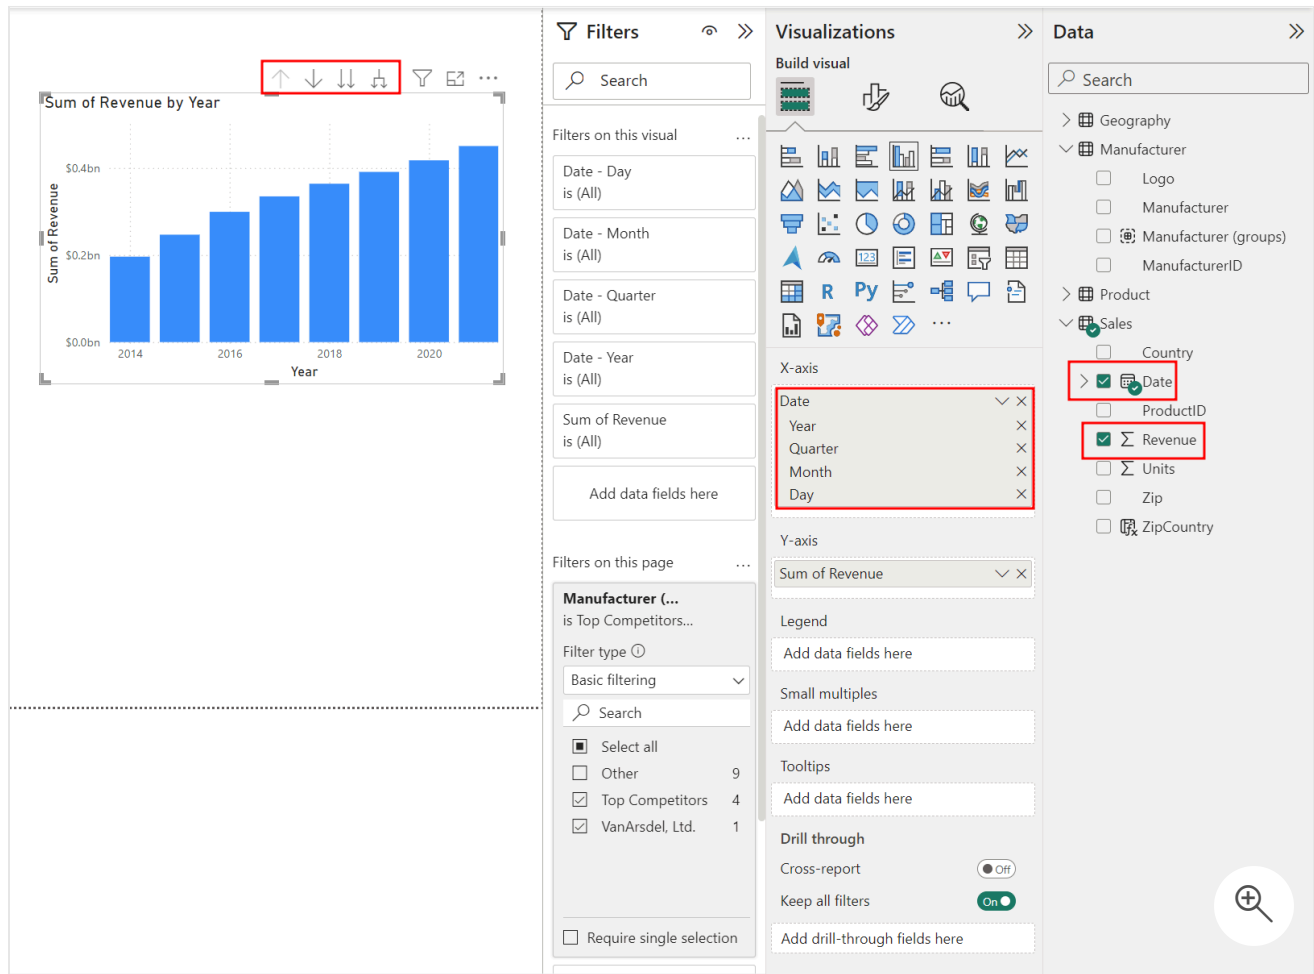 Sum of Revenue by Year
Sum of Revenue
$0.4bn
$0.2bn
$0.0bn
2014
2016
2018
2020
Year
Filters
Search
Filters on this visual
...
Date - Day
is (All)
Date - Month
is (All)
Date - Quarter
is (All)
Date - Year
is (All)
Sum of Revenue
is (All)
Add data fields here
Filters on this page
...
Manufacturer (...
is Top Competitors...
Filter type
Basic filtering
Search
Select all
Other 9
Top Competitors 4
VanArsdel, Ltd. 1
Require single selection
Visualizations
Build visual
123
R
Py
...
X-axis
Date
Year
Quarter
Month
Day
Y-axis
Sum of Revenue
Legend
Add data fields here
Small multiples
Add data fields here
Tooltips
Add data fields here
Drill through
Cross-report
Off
Keep all filters
On
Add drill-through fields here
Data
Search
Geography
Manufacturer
Logo
Manufacturer
Manufacturer (groups)
ManufacturerID
Product
Sales
Country
Date
ProductID
Revenue
Units
Zip
ZipCountry